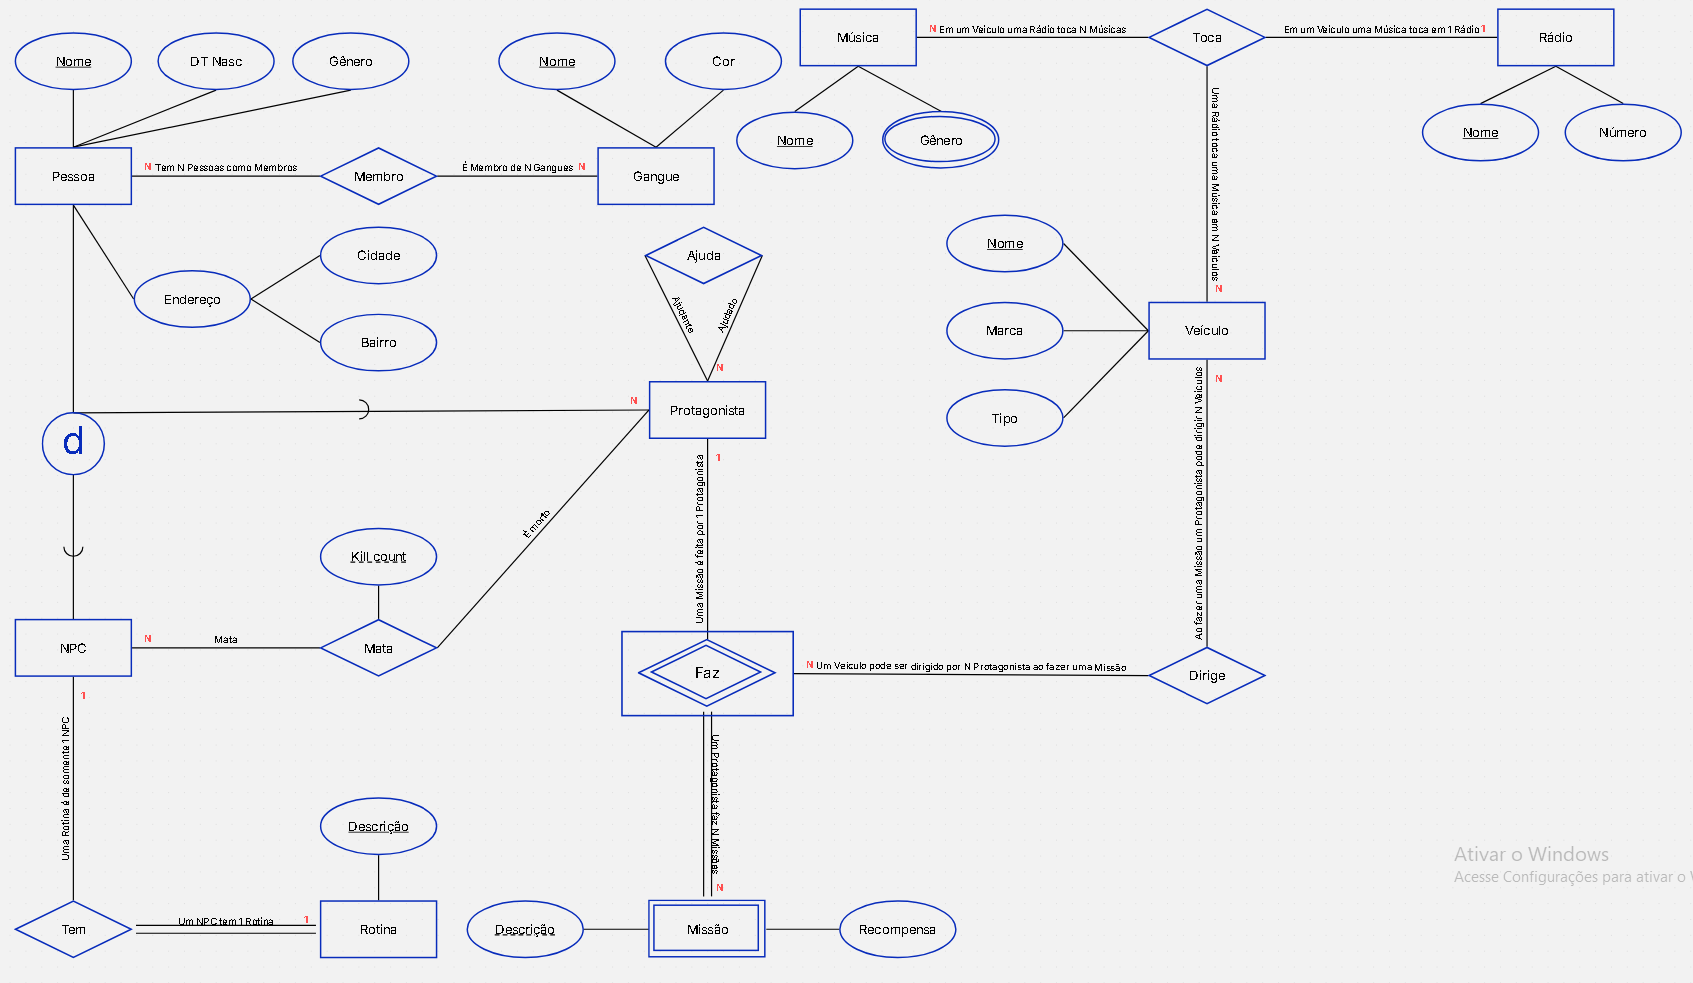 Música
N Em um Veículo uma Rádio toca N Músicas
Toca
Em um Veículo uma Música toca em 1 Rádio 1
Rádio
Nome
DT Nasc
Gênero
Nome
Cor
Nome
Gênero
Nome
Número
Pessoa
N Tem N Pessoas como Membros
Membro
É Membro de N Gangues N
Gangue
Uma Rádio toca uma Música em N Veículos
N
Endereço
Cidade
Bairro
Ajuda
Ajudante
Ajudado
N
Nome
Marca
Tipo
Veículo
N
Ao fazer uma Missão um Protagonista pode dirigir N Veículos
d
N
Protagonista
1
Uma Missão é feita por 1 Protagonista
É morto
Kill count
NPC
N
Mata
Mata
Faz
N Um Veículo pode ser dirigido por N Protagonista ao fazer uma Missão
Dirige
1
Uma Rotina é de somente 1 NPC
Um Protagonista faz N Missões
N
Descrição
Tem
Um NPC tem 1 Rotina
1
Rotina
Descrição
Missão
Recompensa
Ativar o Windows
Acesse Configurações para ativar o